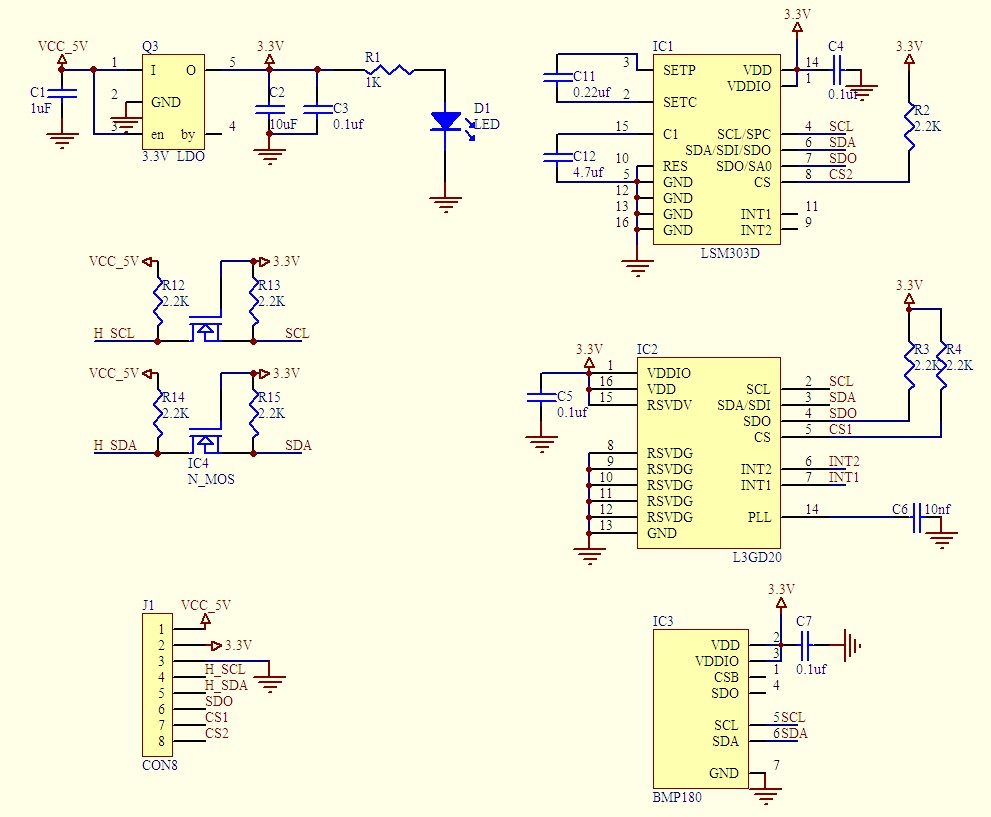 VCC_5V
Q3
3.3V
R1
1K
1
I
O
5
C1
1uF
2
GND
C2
10uF
C3
0.1uf
D1
LED
3
en
by
4
3.3V LDO
IC1
3.3V
C4
0.1uf
3.3V
3
SETP
VDD
14
C11
0.22uf
VDDIO
1
2
SETC
R2
2.2K
15
C1
SCL/SPC
4
SCL
SDA/SDI/SDO
6
SDA
C12
4.7uf
10
RES
SDO/SA0
7
SDO
5
GND
CS
8
CS2
12
GND
13
GND
INT1
11
16
GND
INT2
9
LSM303D
VCC_5V
3.3V
R12
2.2K
R13
2.2K
H_SCL
SCL
VCC_5V
3.3V
R14
2.2K
R15
2.2K
H_SDA
SDA
IC4
N_MOS
3.3V
IC2
3.3V
R3
2.2K
R4
2.2K
1
VDDIO
16
VDD
SCL
2
SCL
C5
0.1uf
15
RSVDV
SDA/SDI
3
SDA
SDO
4
SDO
CS
5
CS1
8
RSVDG
9
RSVDG
INT2
6
INT2
10
RSVDG
INT1
7
INT1
11
RSVDG
12
RSVDG
PLL
14
C6
10nf
13
GND
L3GD20
J1
VCC_5V
1
2
3.3V
3
4
H_SCL
5
H_SDA
6
SDO
7
CS1
8
CS2
CON8
3.3V
IC3
C7
0.1uf
VDD
2
VDDIO
3
CSB
1
SDO
4
SCL
5
SCL
SDA
6
SDA
GND
7
BMP180